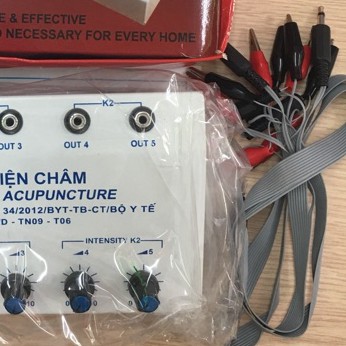 E & EFFECTIVE
NECESSARY FOR EVERY HOME
K2
OUT 3 OUT 4 OUT 5
IỆN CHÂM
ACUPUNCTURE
34/2012/BYT-TB-CT/BỘ Y TẾ
D - TN09 - T06
INTENSITY K2
3 4 5
10 0